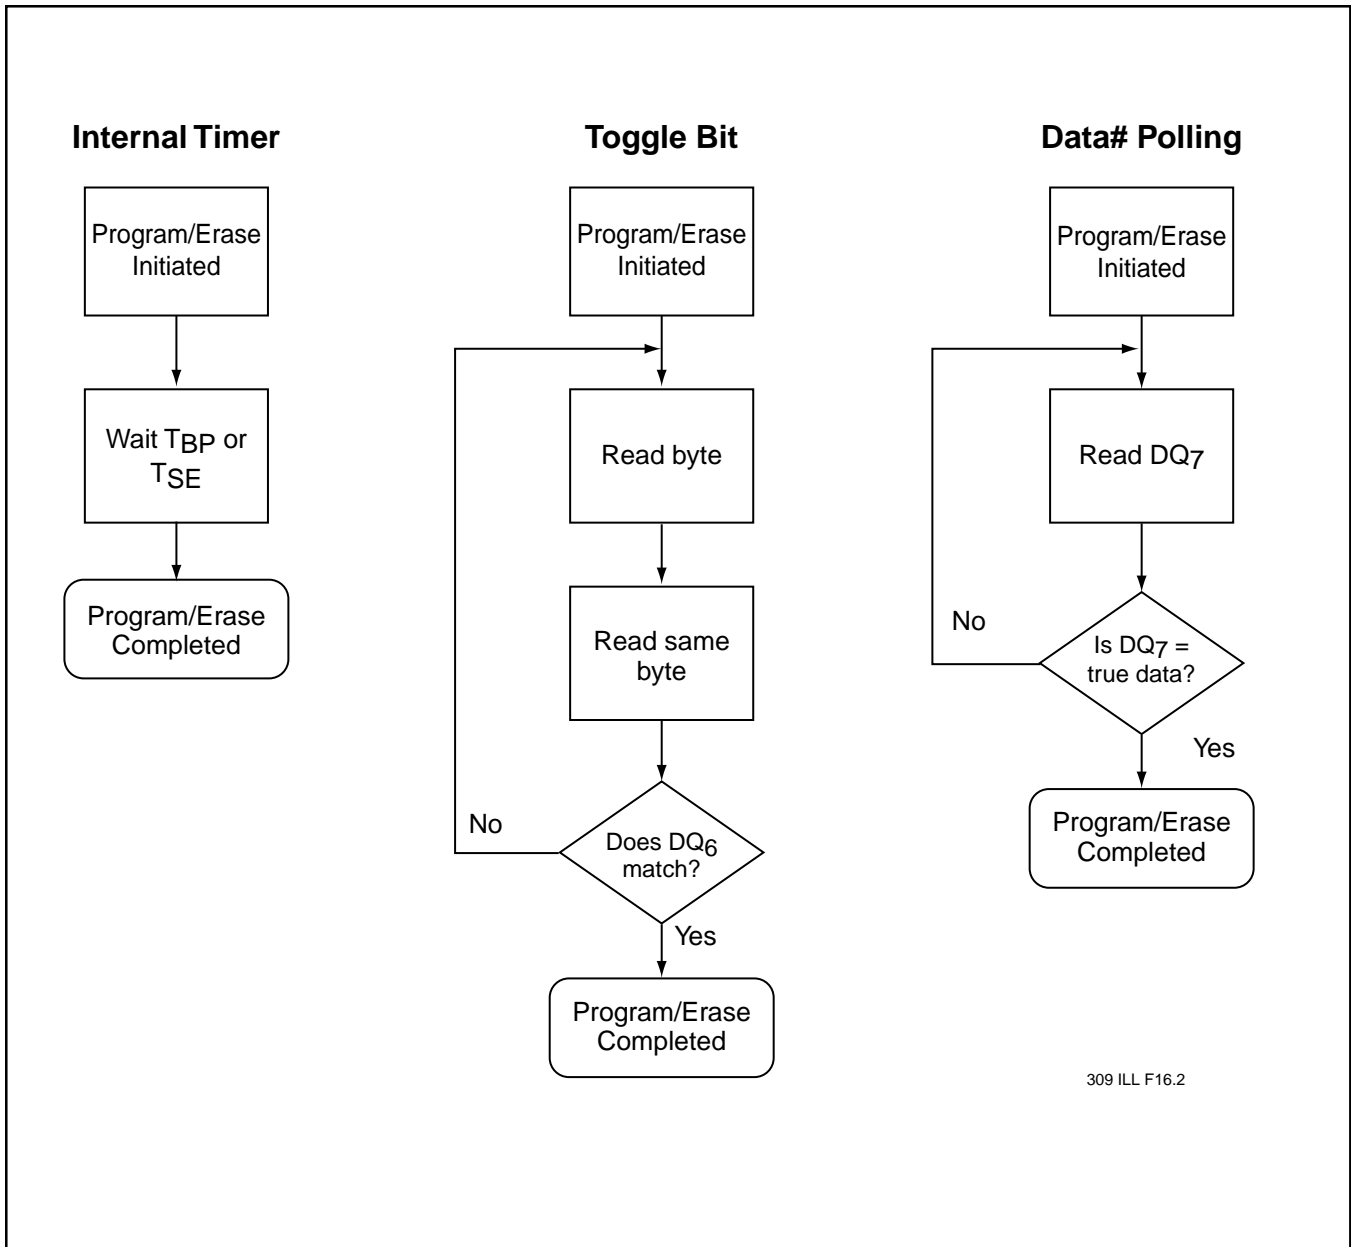 Internal Timer
Program/Erase
Initiated
Wait TBP or
TSE
Program/Erase
Completed
Toggle Bit
Program/Erase
Initiated
Read byte
Read same
byte
No
Does DQ6
match?
Yes
Program/Erase
Completed
Data# Polling
Program/Erase
Initiated
Read DQ7
No
Is DQ7 =
true data?
Yes
Program/Erase
Completed
309 ILL F16.2